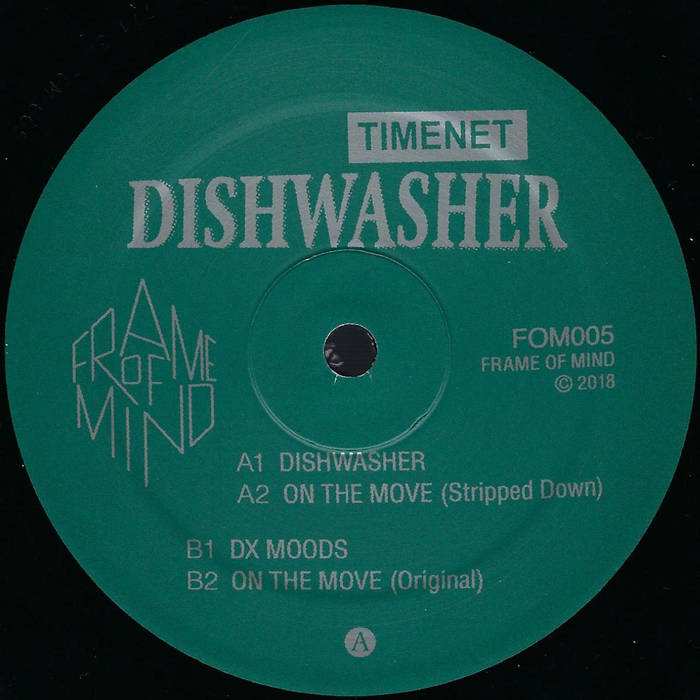 TIMENET
DISHWASHER
FRAME
OF
MIND
FOM005
FRAME OF MIND
© 2018
A1 DISHWASHER
A2 ON THE MOVE (Stripped Down)
B1 DX MOODS
B2 ON THE MOVE (Original)
A